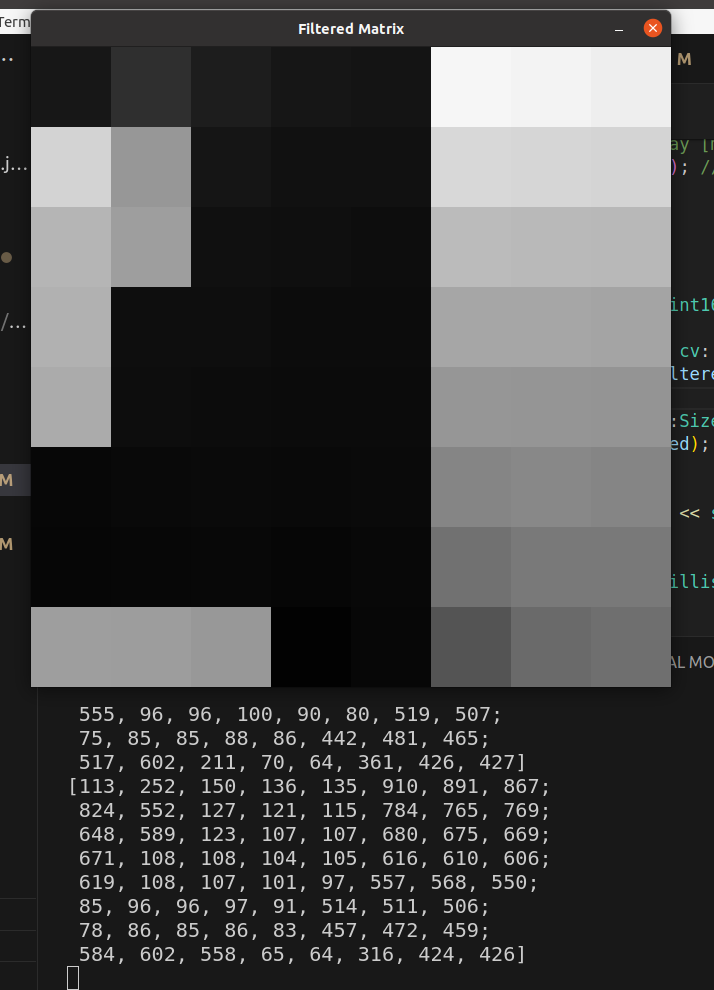 Term
Filtered Matrix
M
..
ay [n
.j...
); //
int16
/...
cv:
ltere
:Size
ed);
M
<< s
M
illis
AL MO
555, 96, 96, 100, 90, 80, 519, 507;
75, 85, 85, 88, 86, 442, 481, 465;
517, 602, 211, 70, 64, 361, 426, 427]
[113, 252, 150, 136, 135, 910, 891, 867;
824, 552, 127, 121, 115, 784, 765, 769;
648, 589, 123, 107, 107, 680, 675, 669;
671, 108, 108, 104, 105, 616, 610, 606;
619, 108, 107, 101, 97, 557, 568, 550;
85, 96, 96, 97, 91, 514, 511, 506;
78, 86, 85, 86, 83, 457, 472, 459;
584, 602, 558, 65, 64, 316, 424, 426]